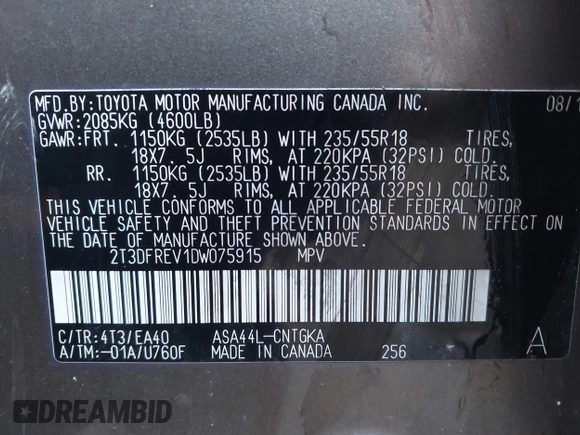 MFD.BY:TOYOTA MOTOR MANUFACTURING CANADA INC. 08/1
GVWR:2085KG (4600LB)
GAWR:FRT. 1150KG (2535LB) WITH 235/55R18 TIRES,
18X7. 5J RIMS, AT 220KPA (32PSI) COLD.
RR. 1150KG (2535LB) WITH 235/55R18 TIRES,
18X7. 5J RIMS, AT 220KPA (32PSI) COLD.
THIS VEHICLE CONFORMS TO ALL APPLICABLE FEDERAL MOTOR
VEHICLE SAFETY AND THEFT PREVENTION STANDARDS IN EFFECT ON
THE DATE OF MANUFACTURE SHOWN ABOVE.
2T3DFREV1DW075915 MPV
C/TR:4T3/EA40 ASA44L-CNTGKA A
A/TM:-01A/U760F MADE IN CANADA 256
DREAMBID